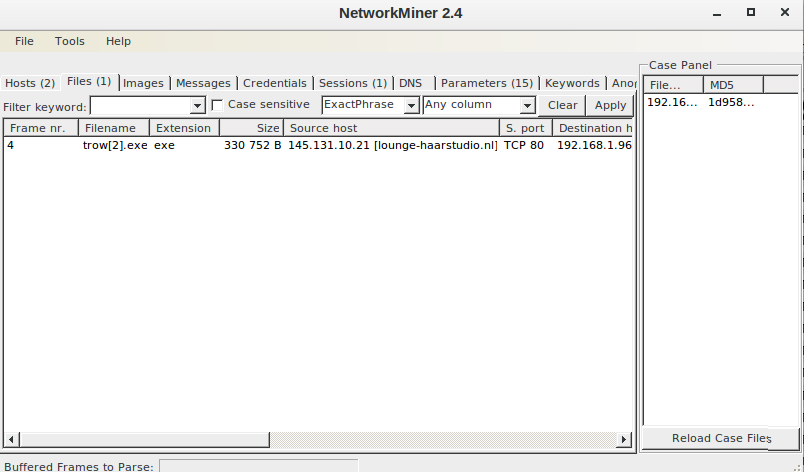 NetworkMiner 2.4
File Tools Help
Case Panel
Hosts (2) Files (1) Images Messages Credentials Sessions (1) DNS Parameters (15) Keywords Anor
File... MD5
192.16... 1d958...
Filter keyword: Case sensitive ExactPhrase Any column Clear Apply
Frame nr. Filename Extension Size Source host S. port Destination h
4 trow[2].exe exe 330 752 B 145.131.10.21 [lounge-haarstudio.nl] TCP 80 192.168.1.96
Reload Case Files
Buffered Frames to Parse: